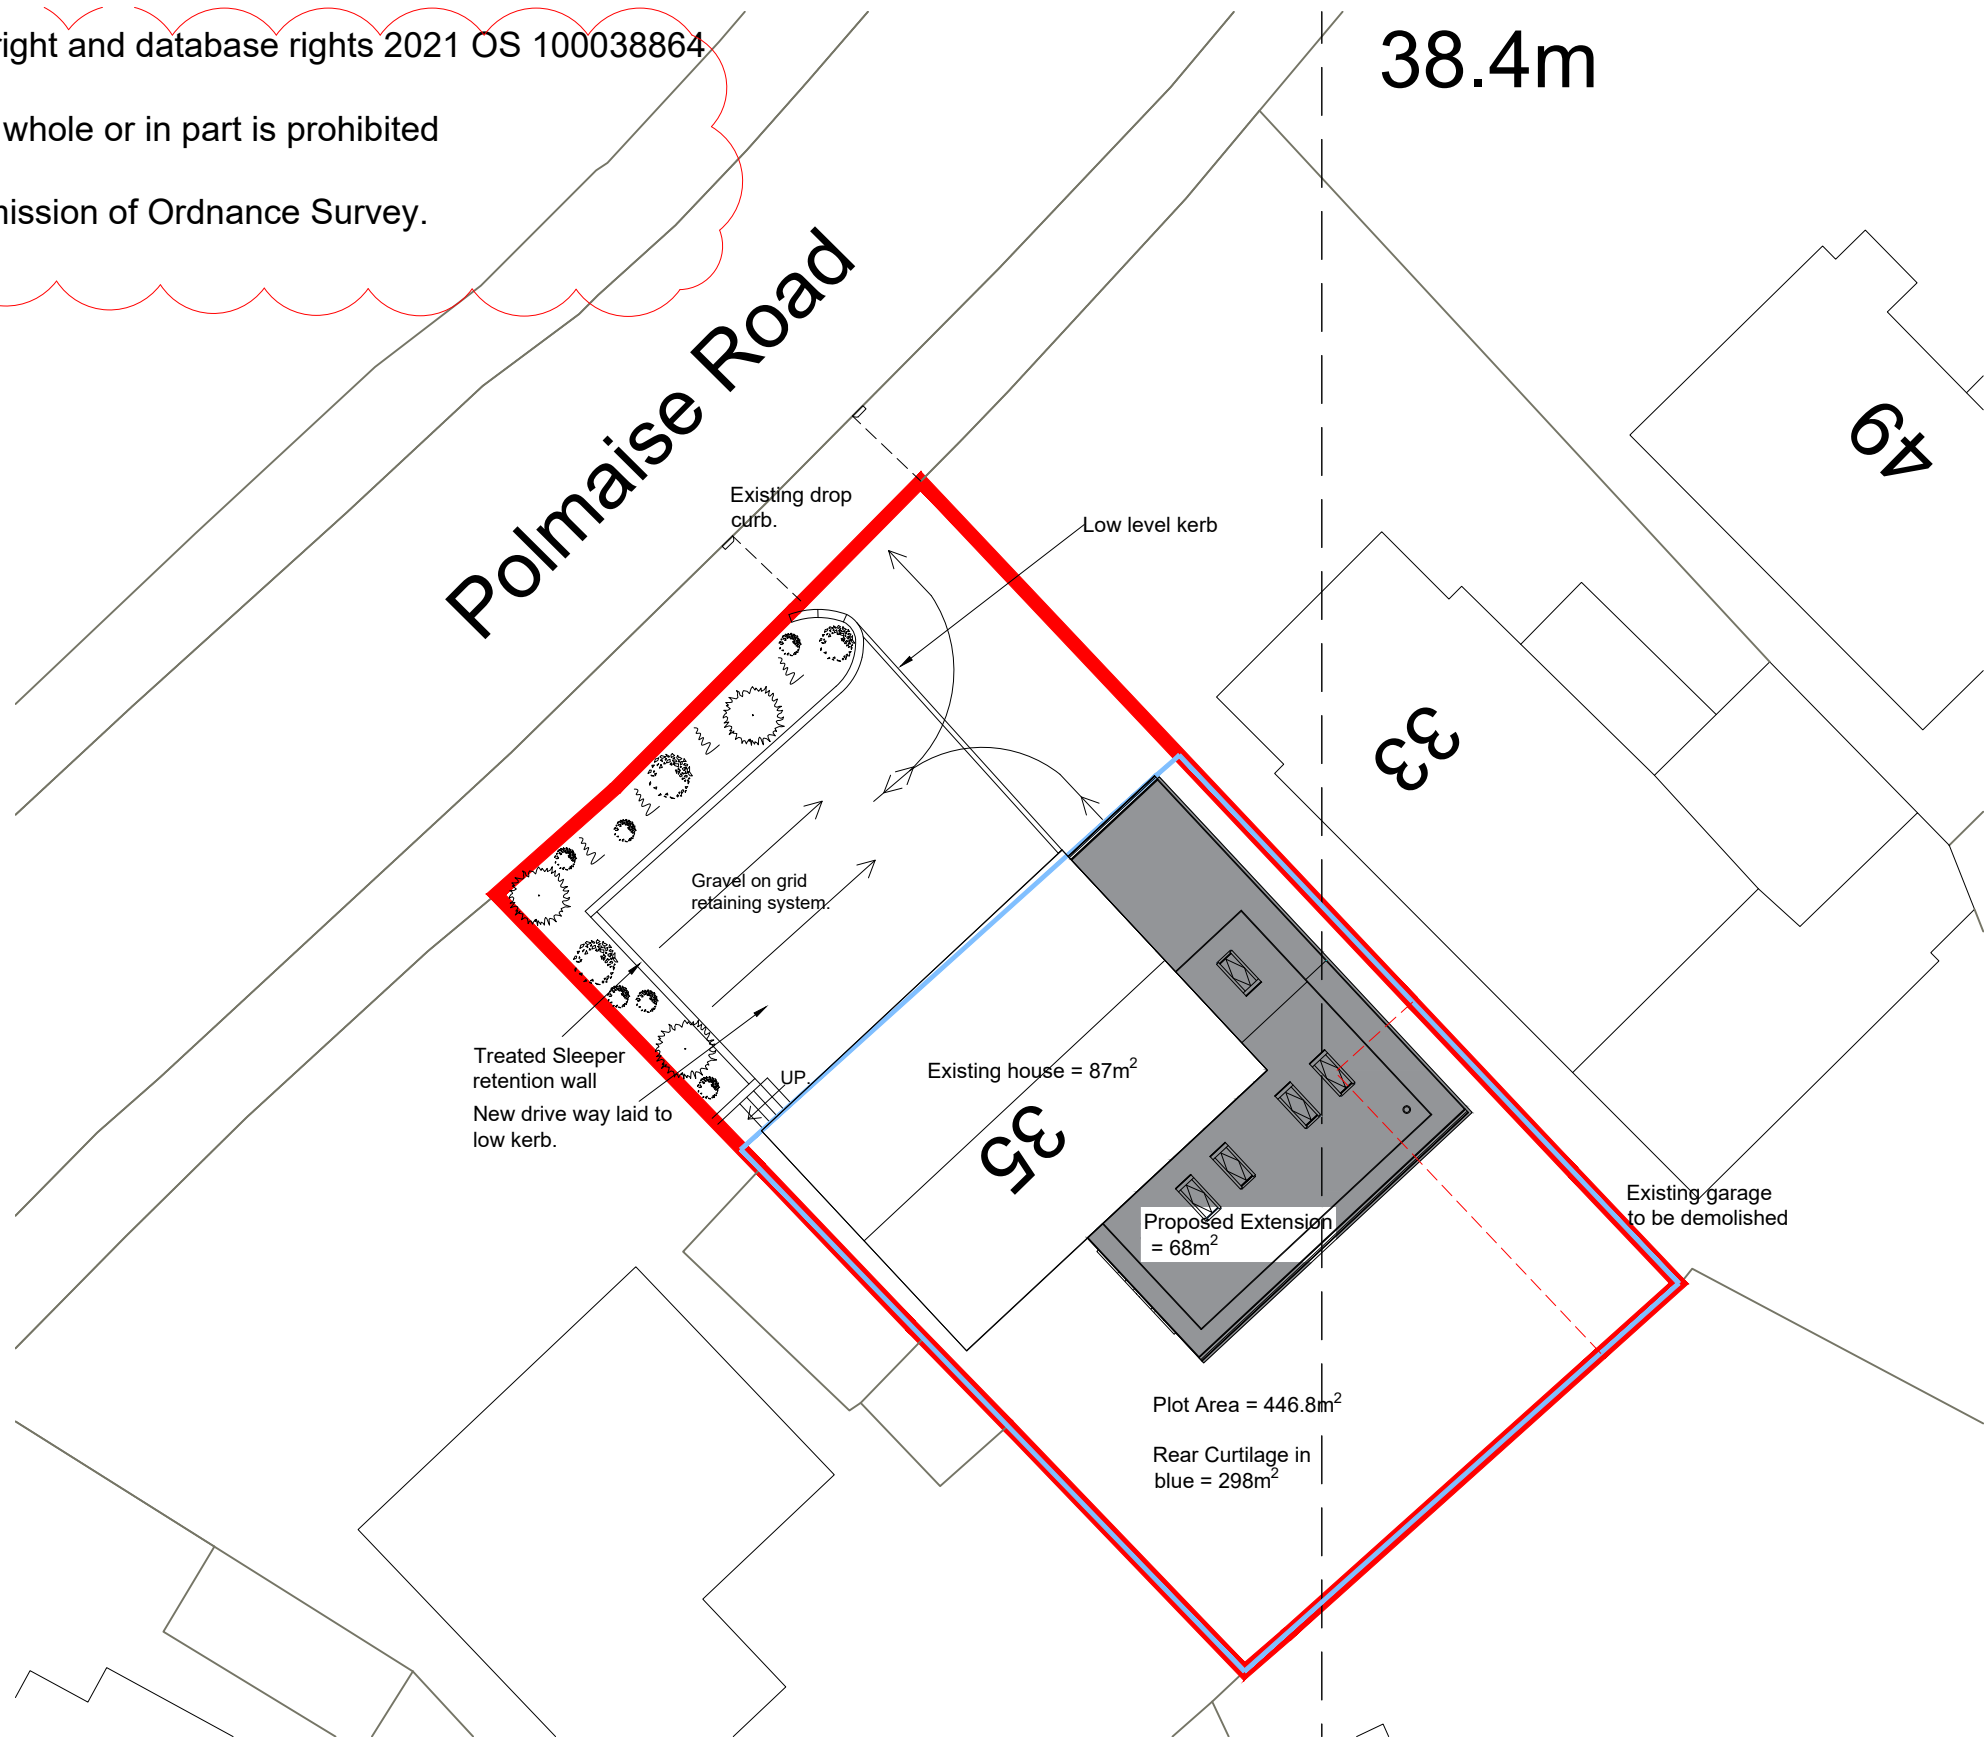 right and database rights 2021 OS 100038864
whole or in part is prohibited
mission of Ordnance Survey.
38.4m
Polmaise Road
49
Existing drop
curb.
Low level kerb
33
Gravel on grid
retaining system.
Treated Sleeper
retention wall
New drive way laid to
low kerb.
UP.
Existing house = 87m²
35
Proposed Extension
= 68m²
Existing garage
to be demolished
Plot Area = 446.8m²
Rear Curtilage in
blue = 298m²